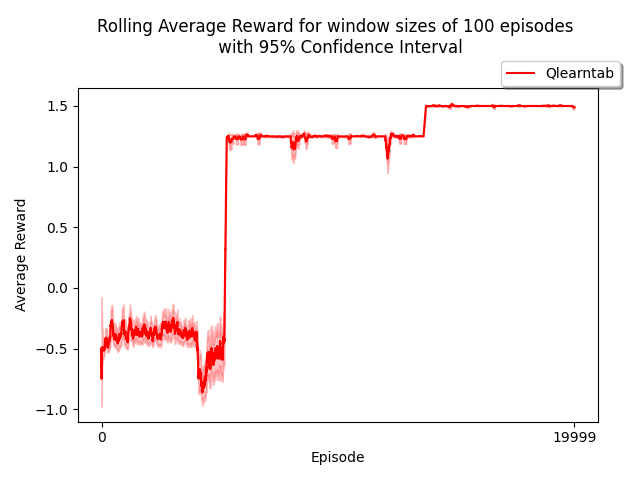 Rolling Average Reward for window sizes of 100 episodes
with 95% Confidence Interval
Qlearntab
1.5
1.0
0.5
0.0
−0.5
−1.0
Average Reward
0
19999
Episode